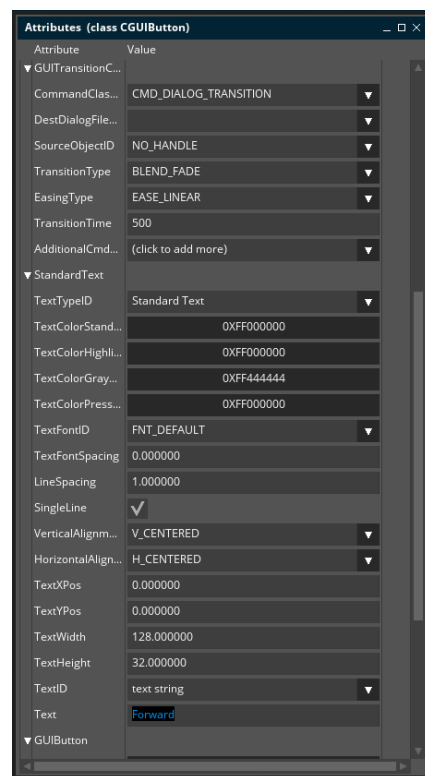 Attributes (class CGUIButton)
Attribute Value
GUITransitionC...
CommandClas... CMD_DIALOG_TRANSITION
DestDialogFile...
SourceObjectID NO_HANDLE
TransitionType BLEND_FADE
EasingType EASE_LINEAR
TransitionTime 500
AdditionalCmd... (click to add more)
StandardText
TextTypeID Standard Text
TextColorStand... 0XFF000000
TextColorHighli... 0XFF000000
TextColorGray... 0XFF444444
TextColorPress... 0XFF000000
TextFontID FNT_DEFAULT
TextFontSpacing 0.000000
LineSpacing 1.000000
SingleLine
VerticalAlignm... V_CENTERED
HorizontalAlign... H_CENTERED
TextXPos 0.000000
TextYPos 0.000000
TextWidth 128.000000
TextHeight 32.000000
TextID text string
Text Forward
GUIButton